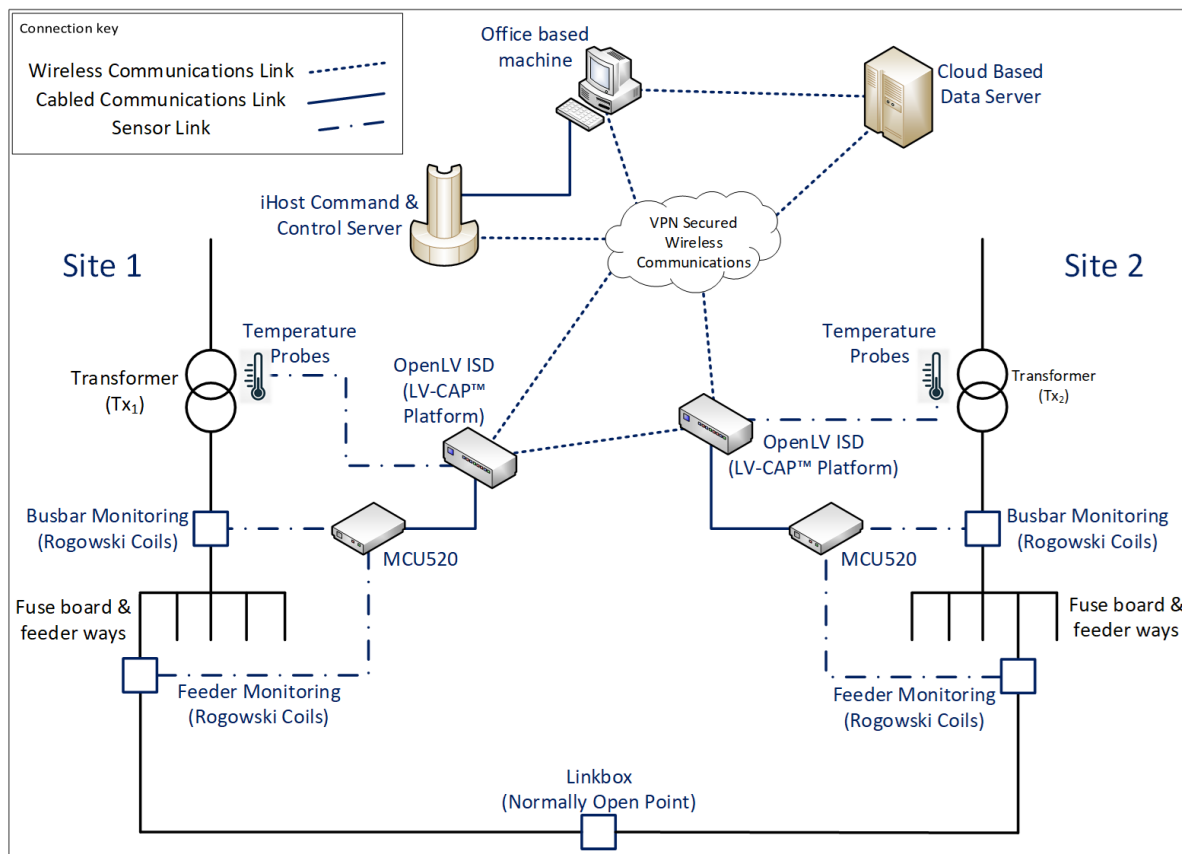 Connection key
Wireless Communications Link
Cabled Communications Link
Sensor Link
Office based
machine
Cloud Based
Data Server
iHost Command &
Control Server
VPN Secured
Wireless
Communications
Site 1
Site 2
Temperature
Probes
Transformer
(Tx₁)
OpenLV ISD
(LV-CAP™
Platform)
Temperature
Probes
Transformer
(Tx₂)
OpenLV ISD
(LV-CAP™ Platform)
Busbar Monitoring
(Rogowski Coils)
MCU520
MCU520
Busbar Monitoring
(Rogowski Coils)
Fuse board &
feeder ways
Fuse board &
feeder ways
Feeder Monitoring
(Rogowski Coils)
Feeder Monitoring
(Rogowski Coils)
Linkbox
(Normally Open Point)